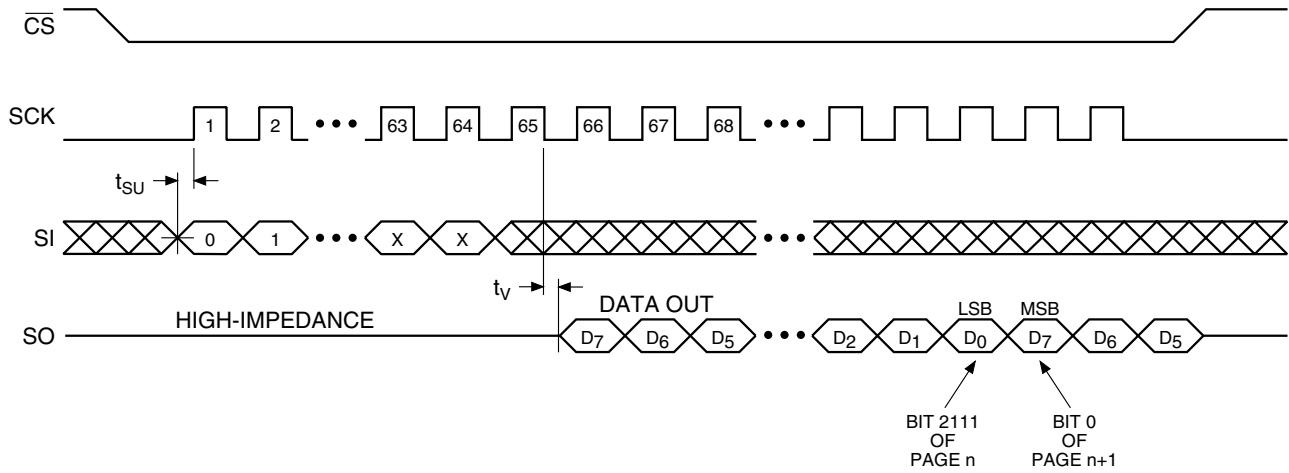 CS
SCK
1 2 ••• 63 64 65 66 67 68 •••
tSU
SI
0 1 ••• X X •••
tV
DATA OUT
HIGH-IMPEDANCE
LSB MSB
SO
D7 D6 D5 ••• D2 D1 D0 D7 D6 D5
BIT 2111
OF
PAGE n
BIT 0
OF
PAGE n+1